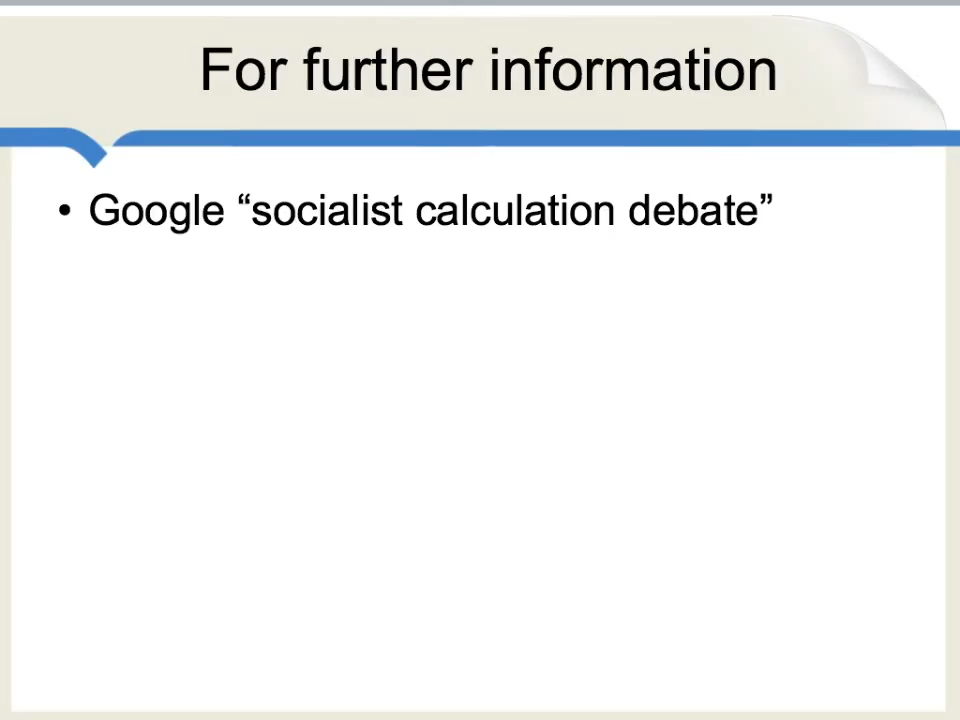 For further information
• Google “socialist calculation debate”